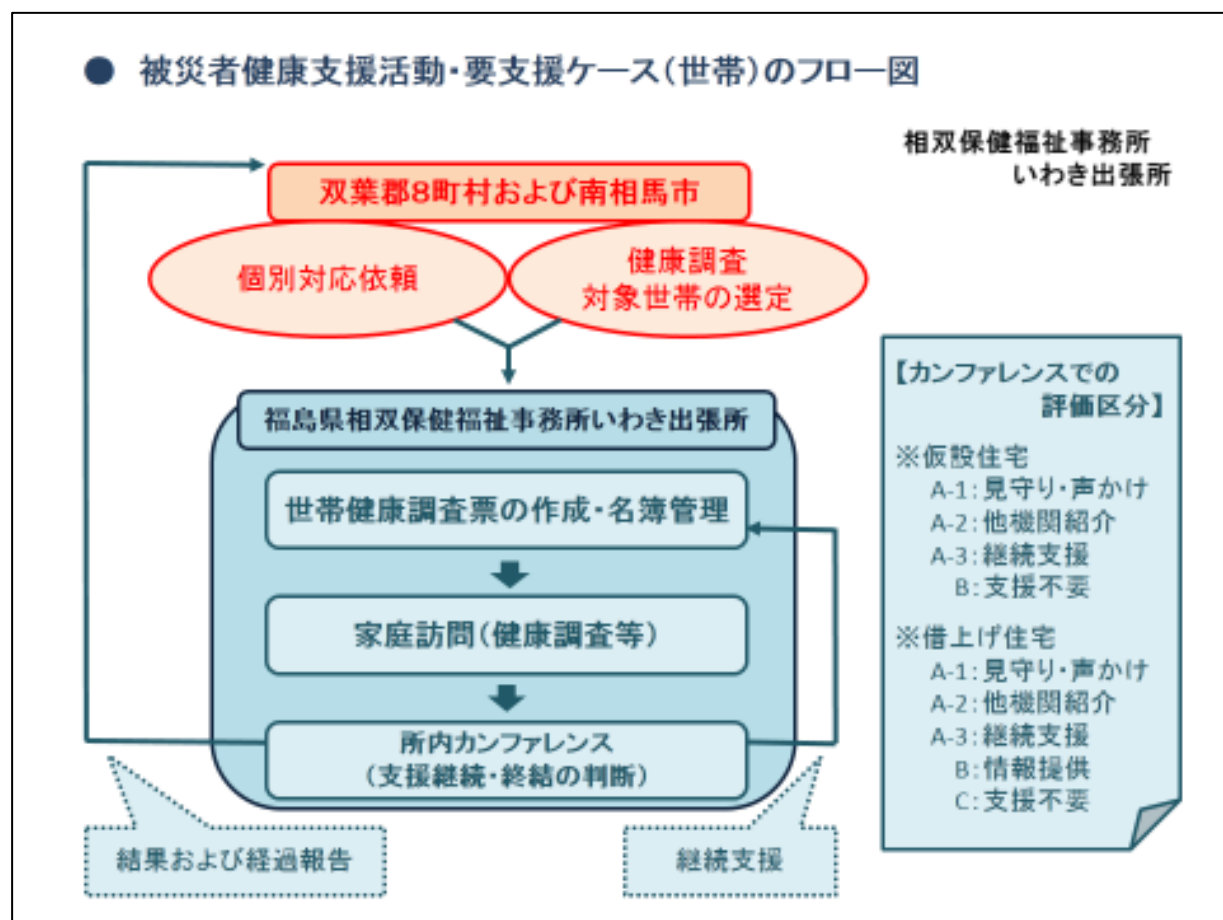 ● 被災者健康支援活動・要支援ケース(世帯)のフロー図
相双保健福祉事務所
いわき出張所
双葉郡8町村および南相馬市
個別対応依頼
健康調査
対象世帯の選定
福島県相双保健福祉事務所いわき出張所
世帯健康調査票の作成・名簿管理
家庭訪問(健康調査等)
所内カンファレンス
(支援継続・終結の判断)
結果および経過報告
継続支援
【カンファレンスでの
評価区分】
※仮設住宅
A-1:見守り・声かけ
A-2:他機関紹介
A-3:継続支援
B:支援不要
※借上げ住宅
A-1:見守り・声かけ
A-2:他機関紹介
A-3:継続支援
B:情報提供
C:支援不要